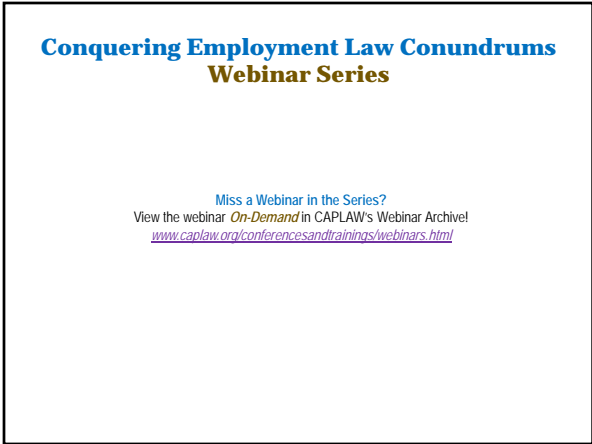 Conquering Employment Law Conundrums
Webinar Series
Miss a Webinar in the Series?
View the webinar On-Demand in CAPLAW's Webinar Archive!
www.caplaw.org/conferencesandtrainings/webinars.html